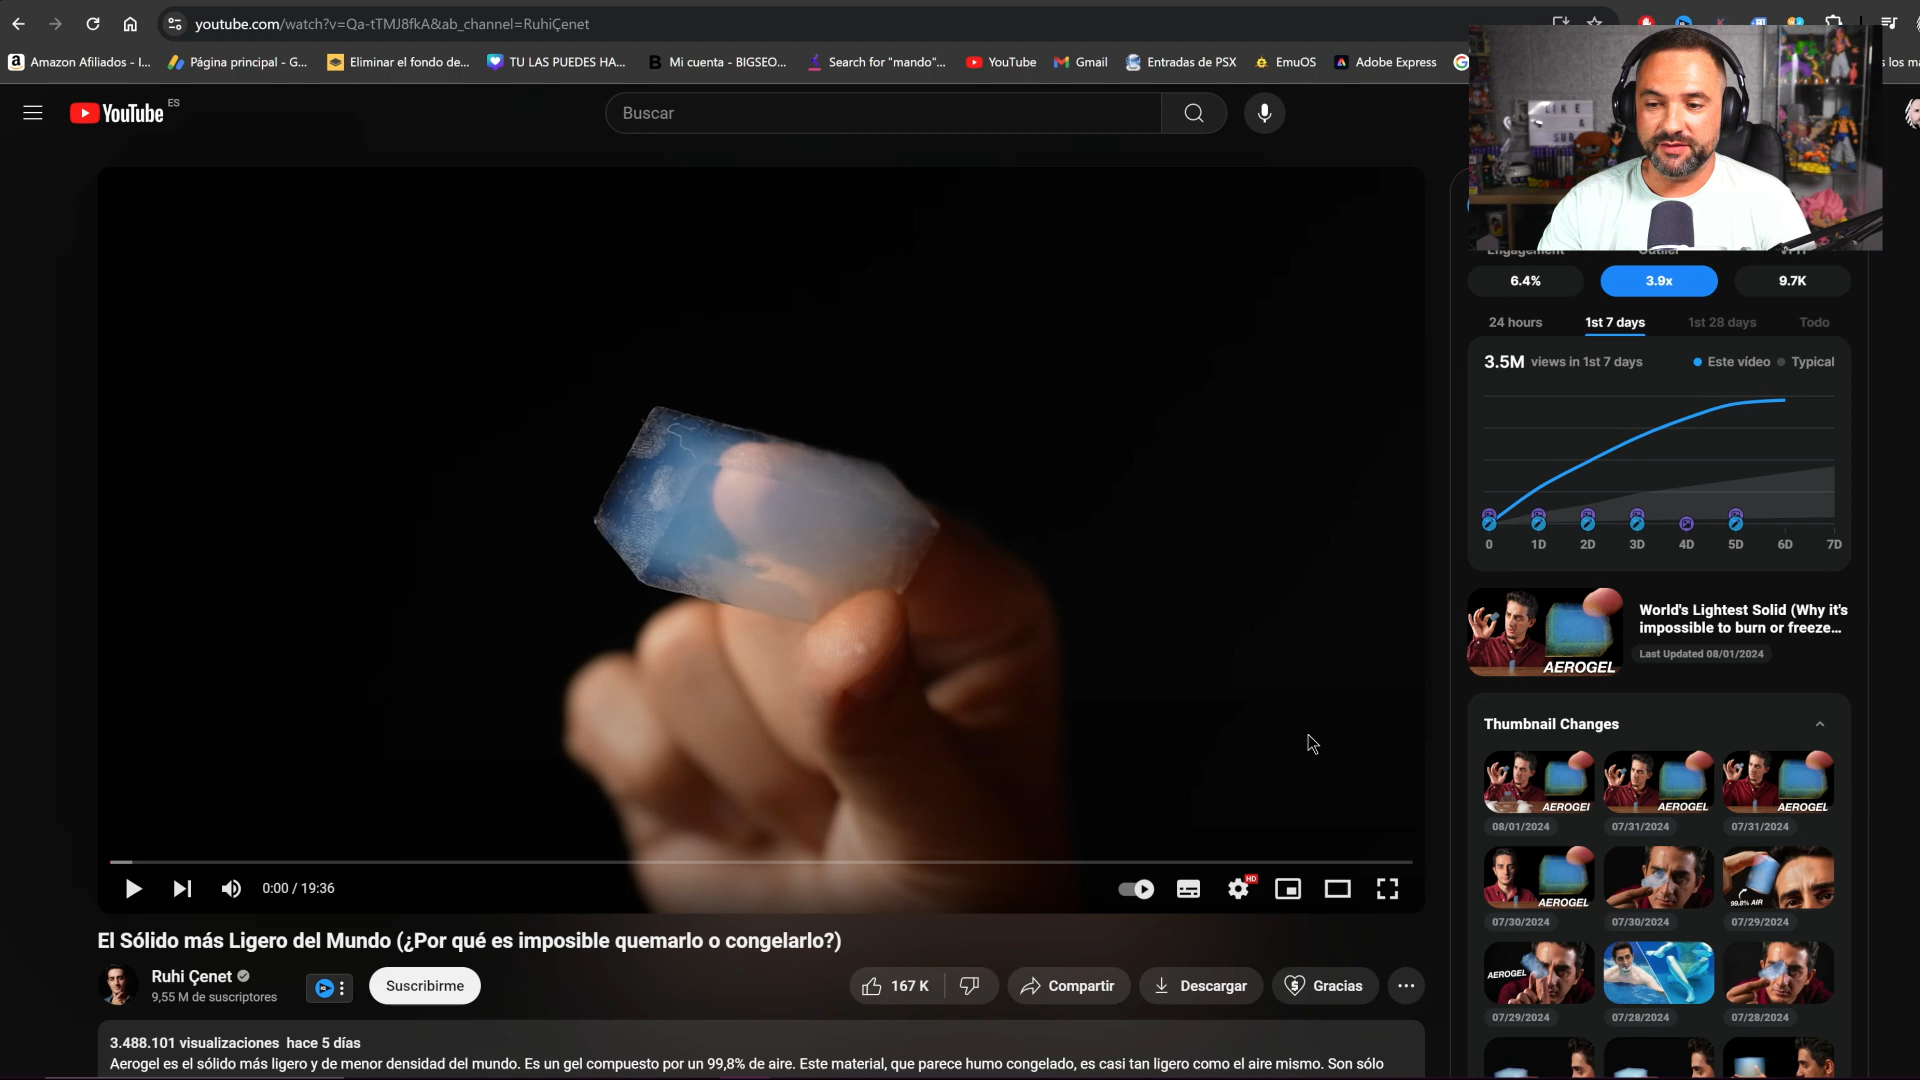 youtube.com/watch?v=Qa-tTMJ8fkA&ab_channel=RuhiÇenet
Amazon Afiliados - I...
Página principal - G...
Eliminar el fondo de...
TU LAS PUEDES HA...
Mi cuenta - BIGSEO...
Search for "mando"...
YouTube
Gmail
Entradas de PSX
EmuOS
Adobe Express
s los
YouTube ES
Buscar
LIKE &
SUB
Engagement
Outlier
6.4%
3.9x
9.7K
24 hours
1st 7 days
1st 28 days
Todo
3.5M views in 1st 7 days
Este vídeo
Typical
0 1D 2D 3D 4D 5D 6D 7D
AEROGEL
World's Lightest Solid (Why it's
impossible to burn or freeze...
Last Updated 08/01/2024
Thumbnail Changes
AEROGEL
AEROGEL
AEROGEL
08/01/2024
07/31/2024
07/31/2024
AEROGEL
99.8% AIR
07/30/2024
07/30/2024
07/29/2024
AEROGEL
07/29/2024
07/28/2024
07/28/2024
0:00 / 19:36
HD
El Sólido más Ligero del Mundo (¿Por qué es imposible quemarlo o congelarlo?)
Ruhi Çenet
9,55 M de suscriptores
Suscribirme
167 K
Compartir
Descargar
Gracias
3.488.101 visualizaciones hace 5 días
Aerogel es el sólido más ligero y de menor densidad del mundo. Es un gel compuesto por un 99,8% de aire. Este material, que parece humo congelado, es casi tan ligero como el aire mismo. Son sólo